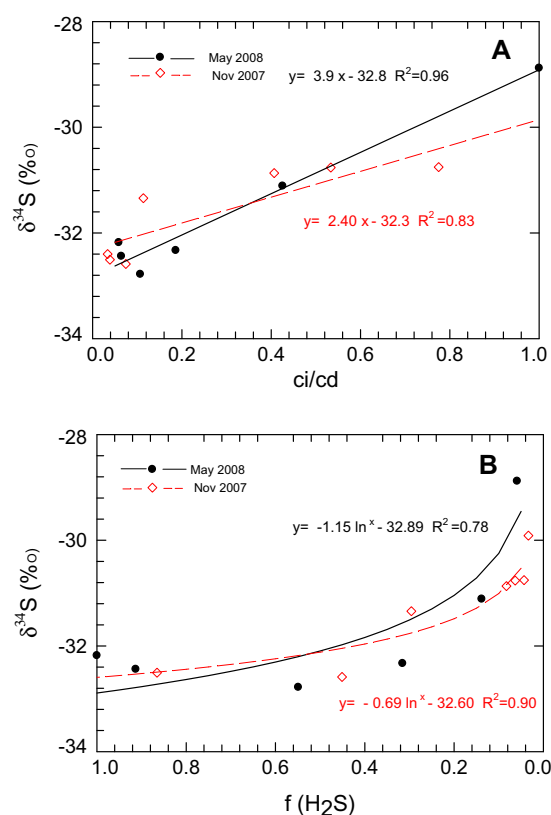 -28
A
May 2008
Nov 2007
y= 3.9 x - 32.8 R²=0.96
-30
δ³⁴S (‰)
y= 2.40 x - 32.3 R²=0.83
-32
-34
0.0 0.2 0.4 0.6 0.8 1.0
ci/cd
-28
B
May 2008
Nov 2007
y= -1.15 lnˣ - 32.89 R²=0.78
-30
δ³⁴S (‰)
-32
y= - 0.69 lnˣ - 32.60 R²=0.90
-34
1.0 0.8 0.6 0.4 0.2 0.0
f (H₂S)